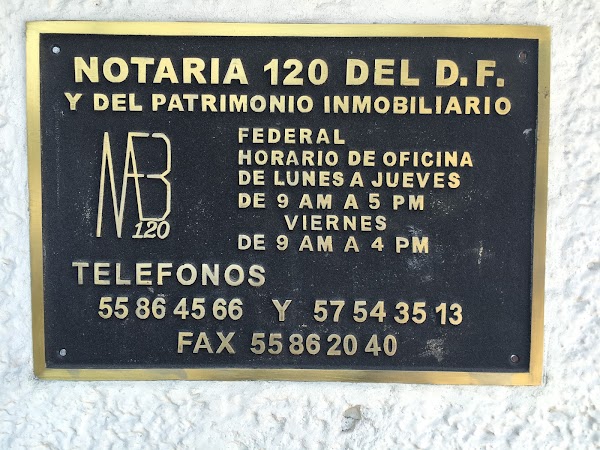 NOTARIA 120 DEL D.F.
Y DEL PATRIMONIO INMOBILIARIO
FEDERAL
HORARIO DE OFICINA
DE LUNES A JUEVES
DE 9 AM A 5 PM
VIERNES
DE 9 AM A 4 PM
120
TELEFONOS
55 86 45 66 Y 57 54 35 13
FAX 55 86 20 40